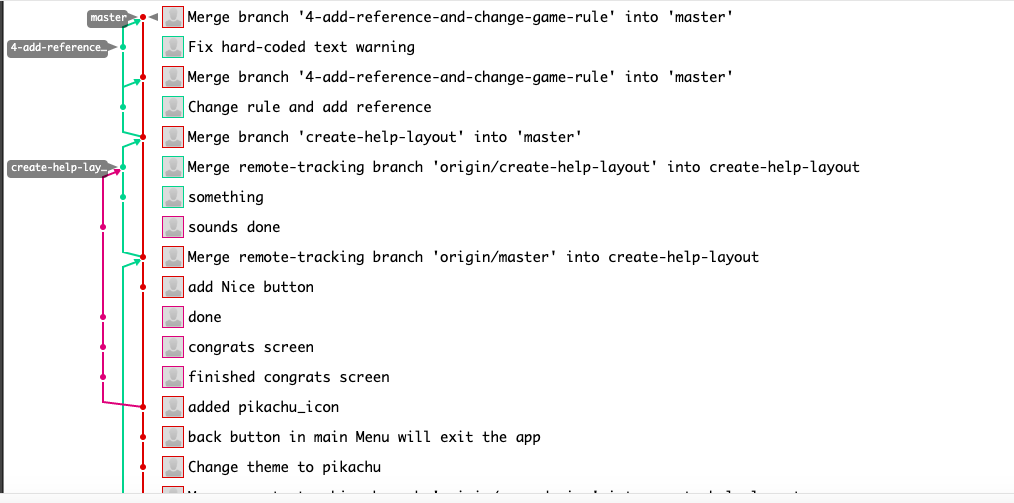 master Merge branch '4-add-reference-and-change-game-rule' into 'master'
4-add-reference… Fix hard-coded text warning
Merge branch '4-add-reference-and-change-game-rule' into 'master'
Change rule and add reference
Merge branch 'create-help-layout' into 'master'
create-help-lay… Merge remote-tracking branch 'origin/create-help-layout' into create-help-layout
something
sounds done
Merge remote-tracking branch 'origin/master' into create-help-layout
add Nice button
done
congrats screen
finished congrats screen
added pikachu_icon
back button in main Menu will exit the app
Change theme to pikachu